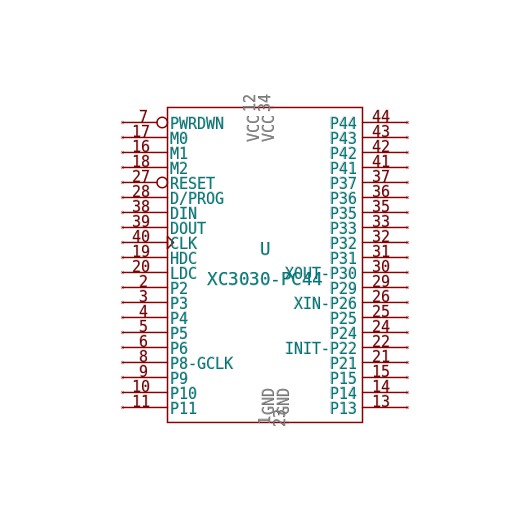 VCC 12
VCC 34
7 PWRDWN P44 44
17 M0 P43 43
16 M1 P42 42
18 M2 P41 41
27 RESET P37 37
28 D/PROG P36 36
38 DIN P35 35
39 DOUT P33 33
40 CLK P32 32
19 HDC P31 31
U
20 LDC XOUT-P30 30
XC3030-PC44
2 P2 P29 29
3 P3 XIN-P26 26
4 P4 P25 25
5 P5 P24 24
6 P6 INIT-P22 22
8 P8-GCLK P21 21
9 P9 P15 15
10 P10 P14 14
11 P11 P13 13
1 GND
23 GND